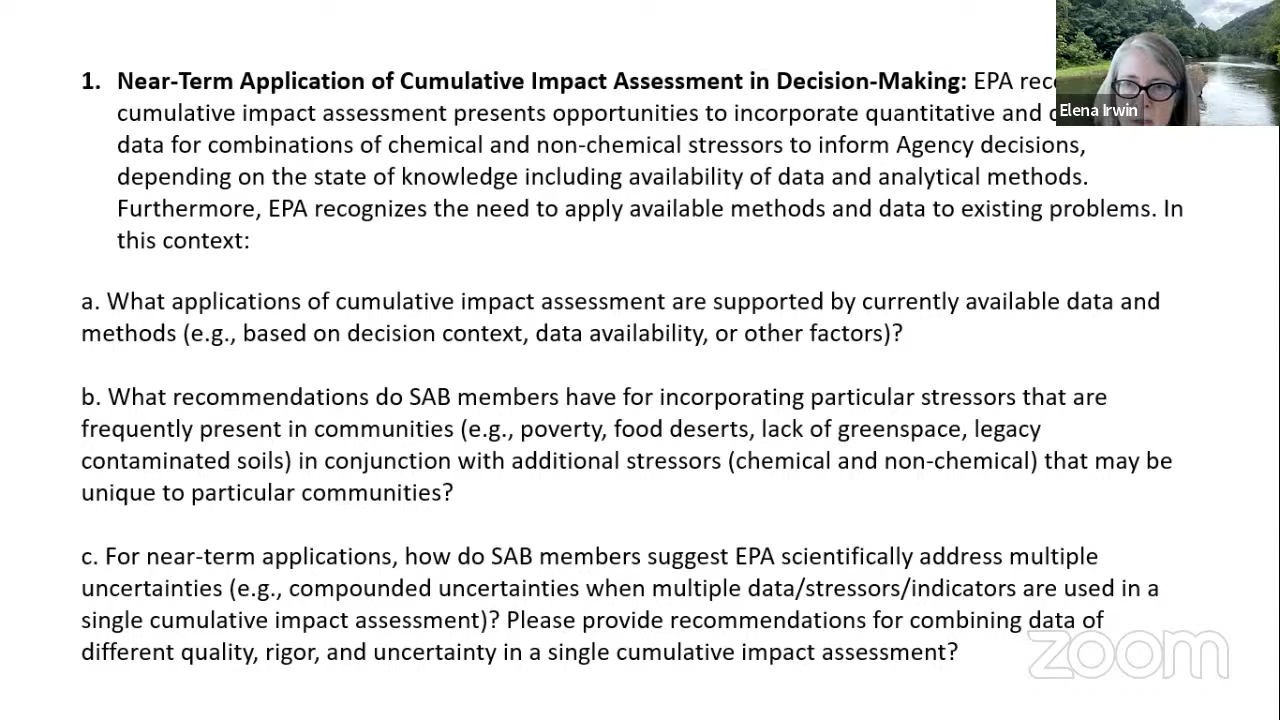 1. Near-Term Application of Cumulative Impact Assessment in Decision-Making: EPA
cumulative impact assessment presents opportunities to incorporate quantitative and
data for combinations of chemical and non-chemical stressors to inform Agency decisions,
depending on the state of knowledge including availability of data and analytical methods.
Furthermore, EPA recognizes the need to apply available methods and data to existing problems. In
this context:
a. What applications of cumulative impact assessment are supported by currently available data and
methods (e.g., based on decision context, data availability, or other factors)?
b. What recommendations do SAB members have for incorporating particular stressors that are
frequently present in communities (e.g., poverty, food deserts, lack of greenspace, legacy
contaminated soils) in conjunction with additional stressors (chemical and non-chemical) that may be
unique to particular communities?
c. For near-term applications, how do SAB members suggest EPA scientifically address multiple
uncertainties (e.g., compounded uncertainties when multiple data/stressors/indicators are used in a
single cumulative impact assessment)? Please provide recommendations for combining data of
different quality, rigor, and uncertainty in a single cumulative impact assessment?
Elena Irwin
zoom